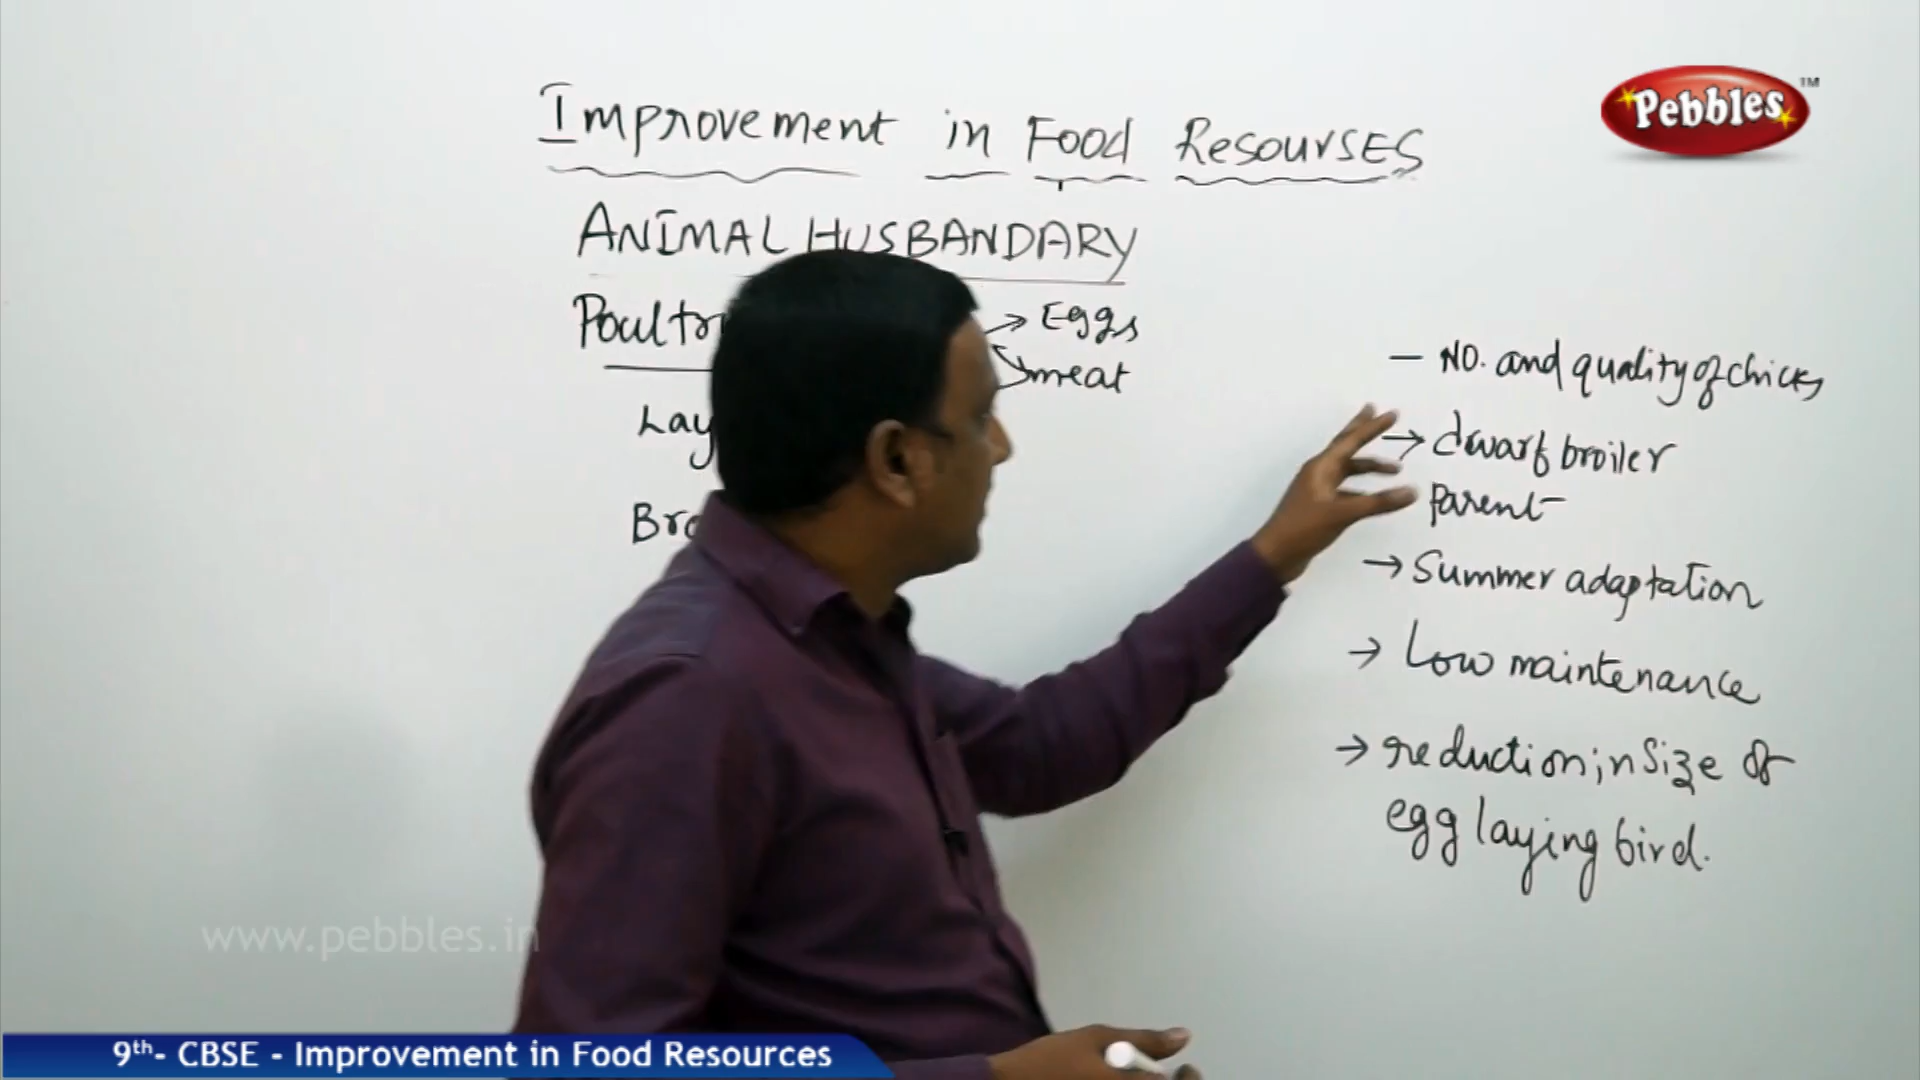 Improvement in Food ResoursES
ANIMAL HUSBANDARY
Eggs
meat
- NO. and quality of chicks
→ dwarf broiler
Parent
→ Summer adaptation
→ Low maintenance
→ reduction in size of
egg laying bird.
Pebbles TM
www.pebbles.in
9th- CBSE - Improvement in Food Resources